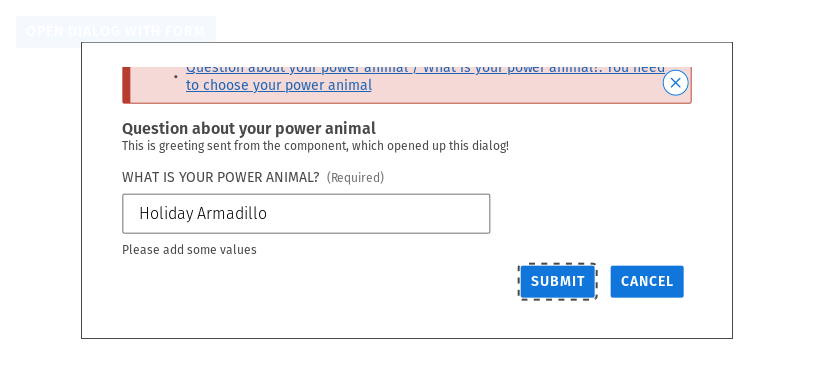 OPEN DIALOG WITH FORM
• Question about your power animal / What is your power animal?: You need
to choose your power animal
Question about your power animal
This is greeting sent from the component, which opened up this dialog!
WHAT IS YOUR POWER ANIMAL? (Required)
Holiday Armadillo
Please add some values
SUBMIT CANCEL